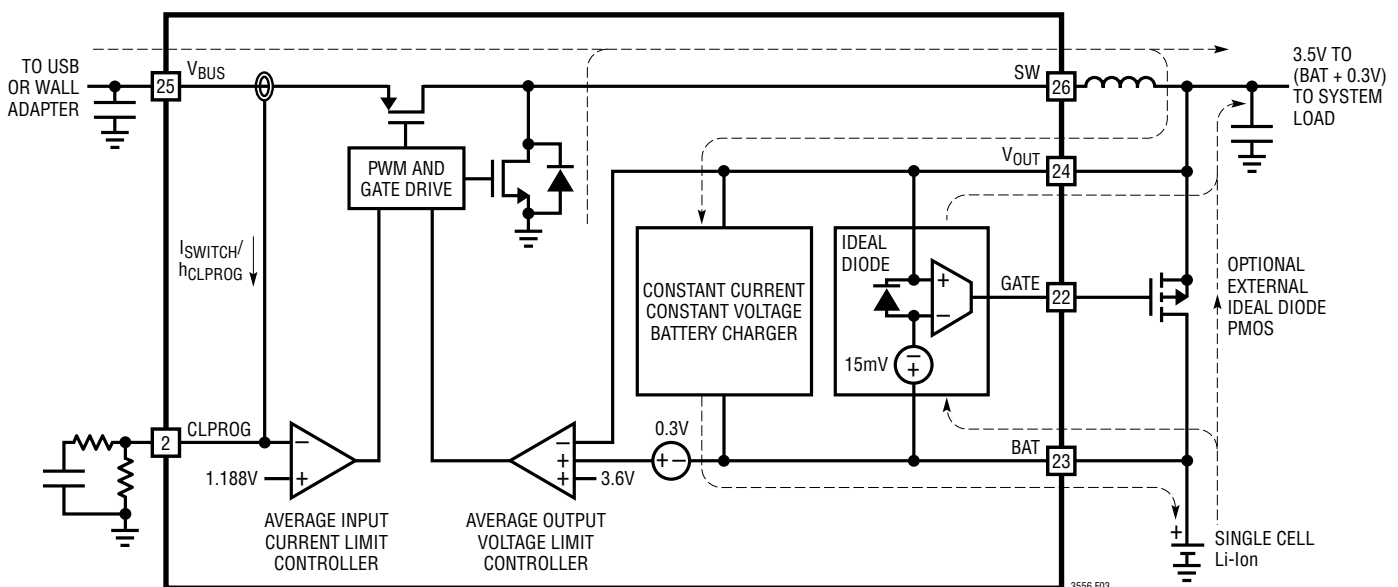 TO USB
OR WALL
ADAPTER
25
VBUS
SW
26
3.5V TO
(BAT + 0.3V)
TO SYSTEM
LOAD
PWM AND
GATE DRIVE
VOUT
24
ISWITCH/
hCLPROG
CONSTANT CURRENT
CONSTANT VOLTAGE
BATTERY CHARGER
IDEAL
DIODE
+
−
15mV
−
+
GATE
22
OPTIONAL
EXTERNAL
IDEAL DIODE
PMOS
2
CLPROG
−
1.188V
+
AVERAGE INPUT
CURRENT LIMIT
CONTROLLER
−
+
+
3.6V
0.3V
+ −
AVERAGE OUTPUT
VOLTAGE LIMIT
CONTROLLER
BAT
23
+
SINGLE CELL
Li-Ion
3556 F03